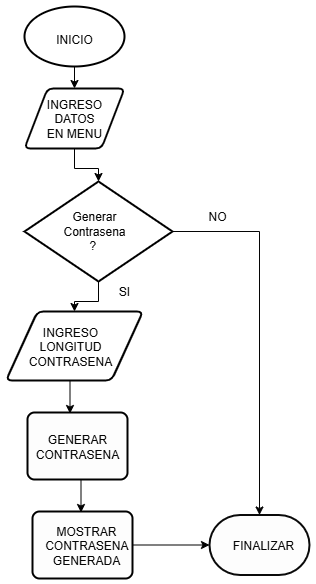 INICIO
INGRESO
DATOS
EN MENU
Generar
Contrasena
?
NO
SI
INGRESO
LONGITUD
CONTRASENA
GENERAR
CONTRASENA
MOSTRAR
CONTRASENA
GENERADA
FINALIZAR